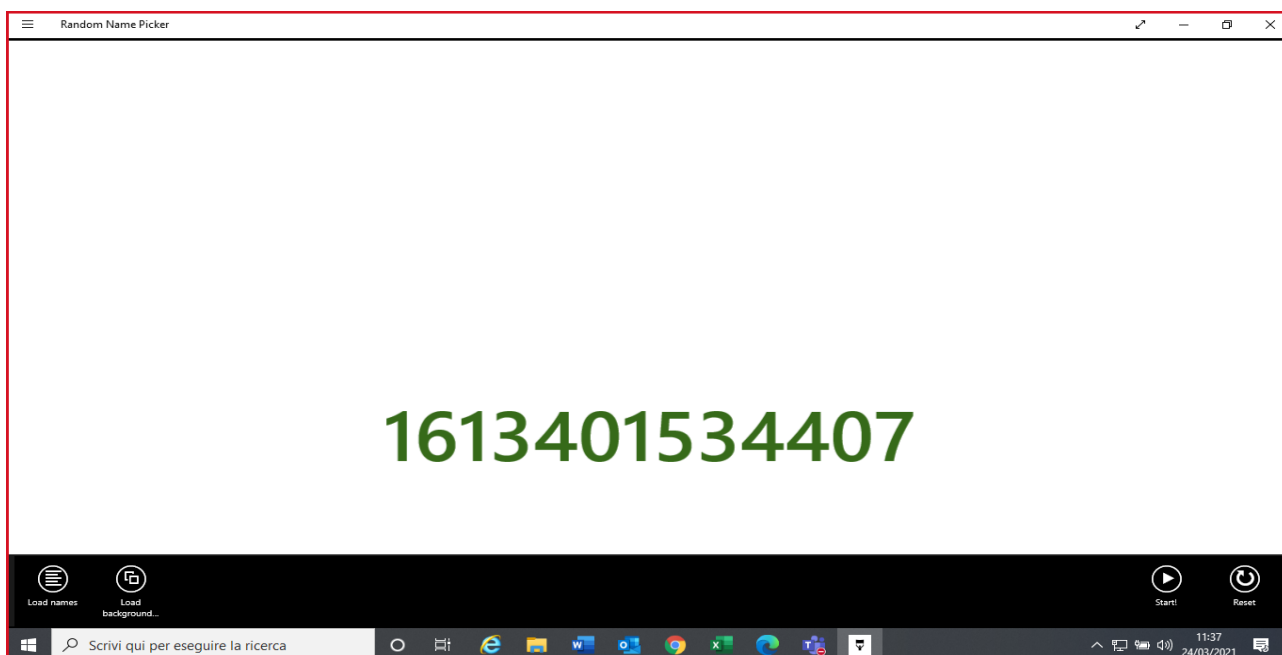 Random Name Picker
1613401534407
Load names
Load
background...
Start!
Reset
Scrivi qui per eseguire la ricerca
11:37
24/03/2021